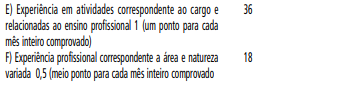 E) Experiência em atividades correspondente ao cargo e 36
relacionadas ao ensino profissional 1 (um ponto para cada
mês inteiro comprovado)
F) Experiência profissional correspondente a área e natureza 18
variada 0,5 (meio ponto para cada mês inteiro comprovado